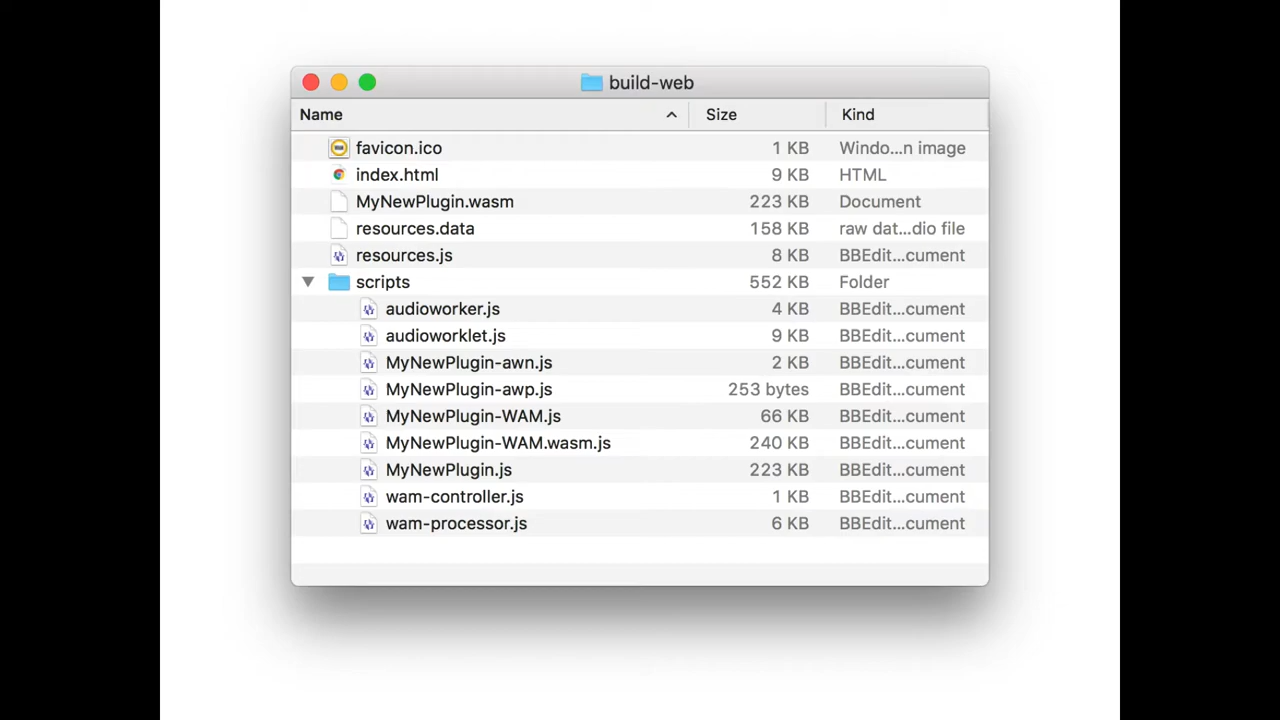 build-web
Name Size Kind
favicon.ico 1 KB Windo...n image
index.html 9 KB HTML
MyNewPlugin.wasm 223 KB Document
resources.data 158 KB raw dat...dio file
resources.js 8 KB BBEdit...cument
scripts 552 KB Folder
audioworker.js 4 KB BBEdit...cument
audioworklet.js 9 KB BBEdit...cument
MyNewPlugin-awn.js 2 KB BBEdit...cument
MyNewPlugin-awp.js 253 bytes BBEdit...cument
MyNewPlugin-WAM.js 66 KB BBEdit...cument
MyNewPlugin-WAM.wasm.js 240 KB BBEdit...cument
MyNewPlugin.js 223 KB BBEdit...cument
wam-controller.js 1 KB BBEdit...cument
wam-processor.js 6 KB BBEdit...cument